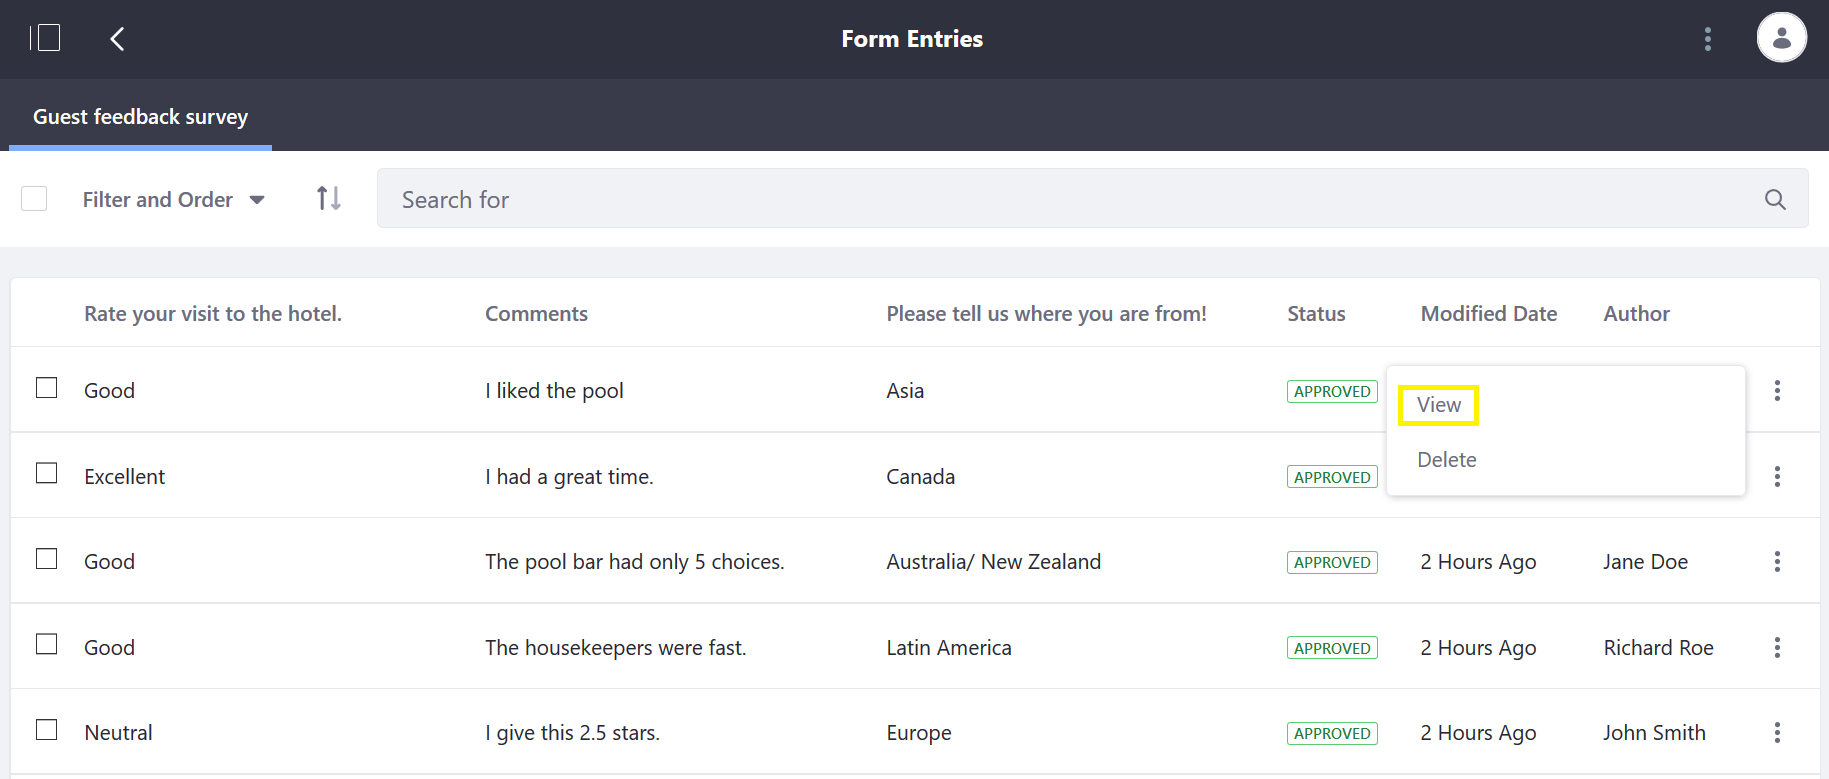 Form Entries
Guest feedback survey
Filter and Order
Search for
Rate your visit to the hotel. Comments Please tell us where you are from! Status Modified Date Author
Good I liked the pool Asia APPROVED
View
Excellent I had a great time. Canada APPROVED
Delete
Good The pool bar had only 5 choices. Australia/ New Zealand APPROVED 2 Hours Ago Jane Doe
Good The housekeepers were fast. Latin America APPROVED 2 Hours Ago Richard Roe
Neutral I give this 2.5 stars. Europe APPROVED 2 Hours Ago John Smith